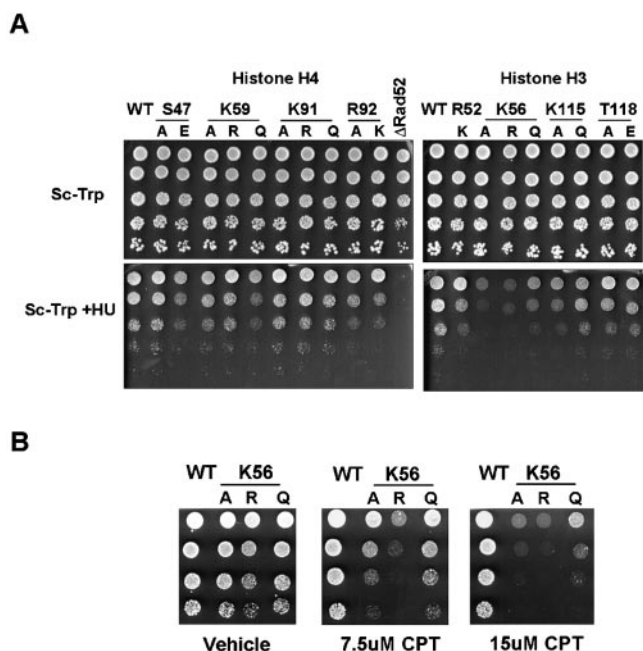 A
Histone H4
Histone H3
WT S47 K59 K91 R92 ΔRad52
A E A R Q A R Q A K
WT R52 K56 K115 T118
K A R Q A Q A E
Sc-Trp
Sc-Trp +HU
B
WT K56
A R Q
WT K56
A R Q
WT K56
A R Q
Vehicle
7.5uM CPT
15uM CPT